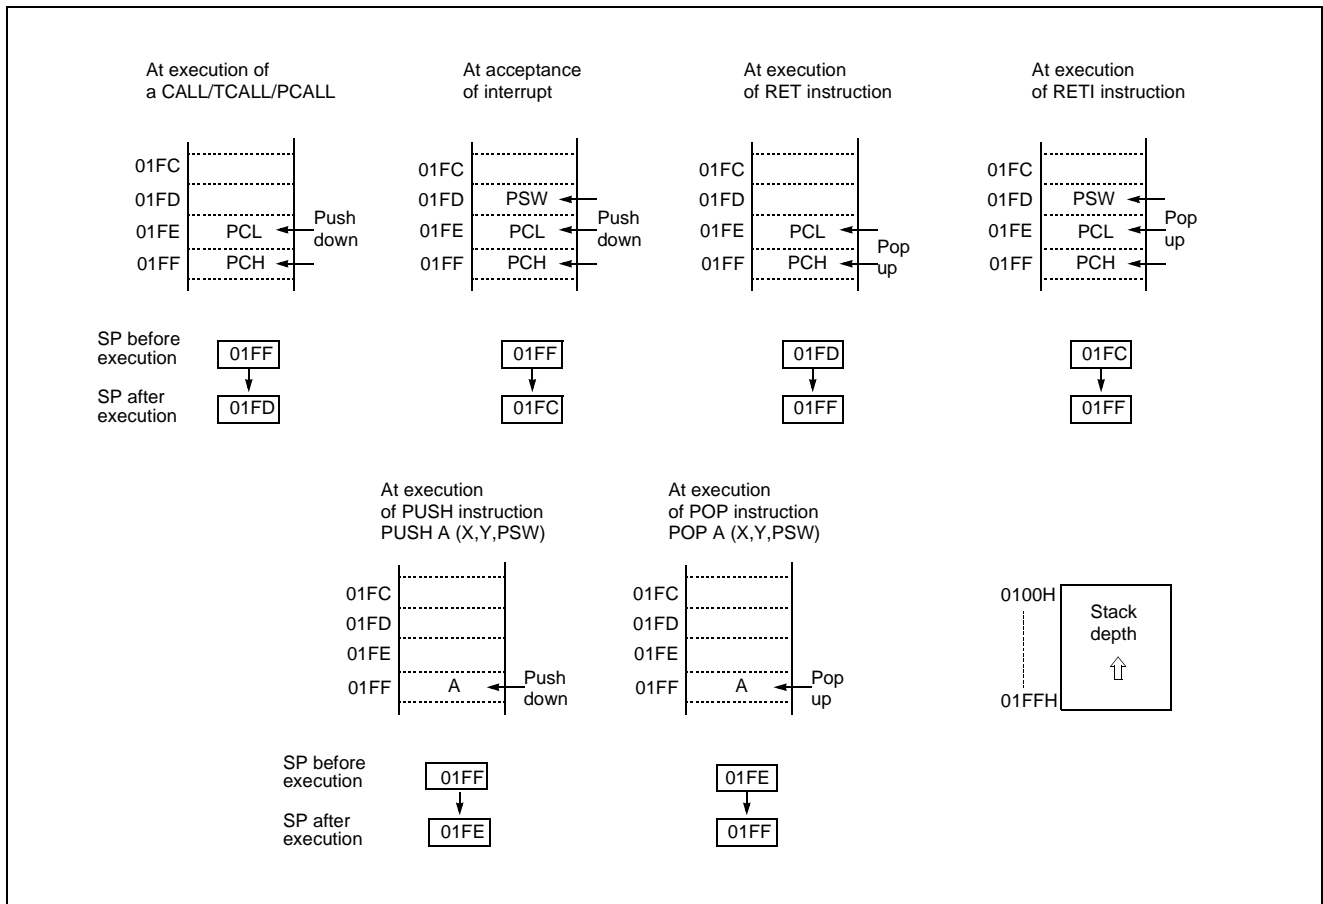 At execution of
a CALL/TCALL/PCALL
01FC
01FD
01FE PCL
01FF PCH
Push
down
SP before
execution
01FF
SP after
execution
01FD
At acceptance
of interrupt
01FC
01FD PSW
01FE PCL
01FF PCH
Push
down
01FF
01FC
At execution
of RET instruction
01FC
01FD
01FE PCL
01FF PCH
Pop
up
01FD
01FF
At execution
of RETI instruction
01FC
01FD PSW
01FE PCL
01FF PCH
Pop
up
01FC
01FF
At execution
of PUSH instruction
PUSH A (X,Y,PSW)
01FC
01FD
01FE
01FF A
Push
down
SP before
execution
01FF
SP after
execution
01FE
At execution
of POP instruction
POP A (X,Y,PSW)
01FC
01FD
01FE
01FF A
Pop
up
01FE
01FF
0100H
Stack
depth
01FFH